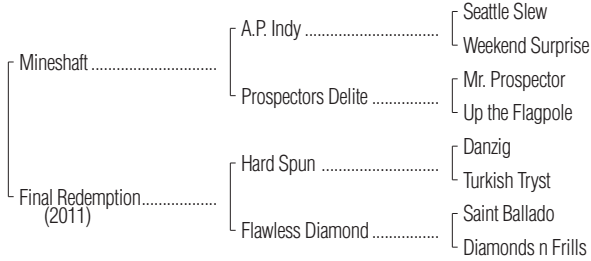 Seattle Slew
A.P. Indy ................................
Weekend Surprise
Mineshaft ..............................
Mr. Prospector
Prospectors Delite ................
Up the Flagpole
Danzig
Hard Spun ............................
Turkish Tryst
Final Redemption..................
(2011)
Saint Ballado
Flawless Diamond ................
Diamonds n Frills